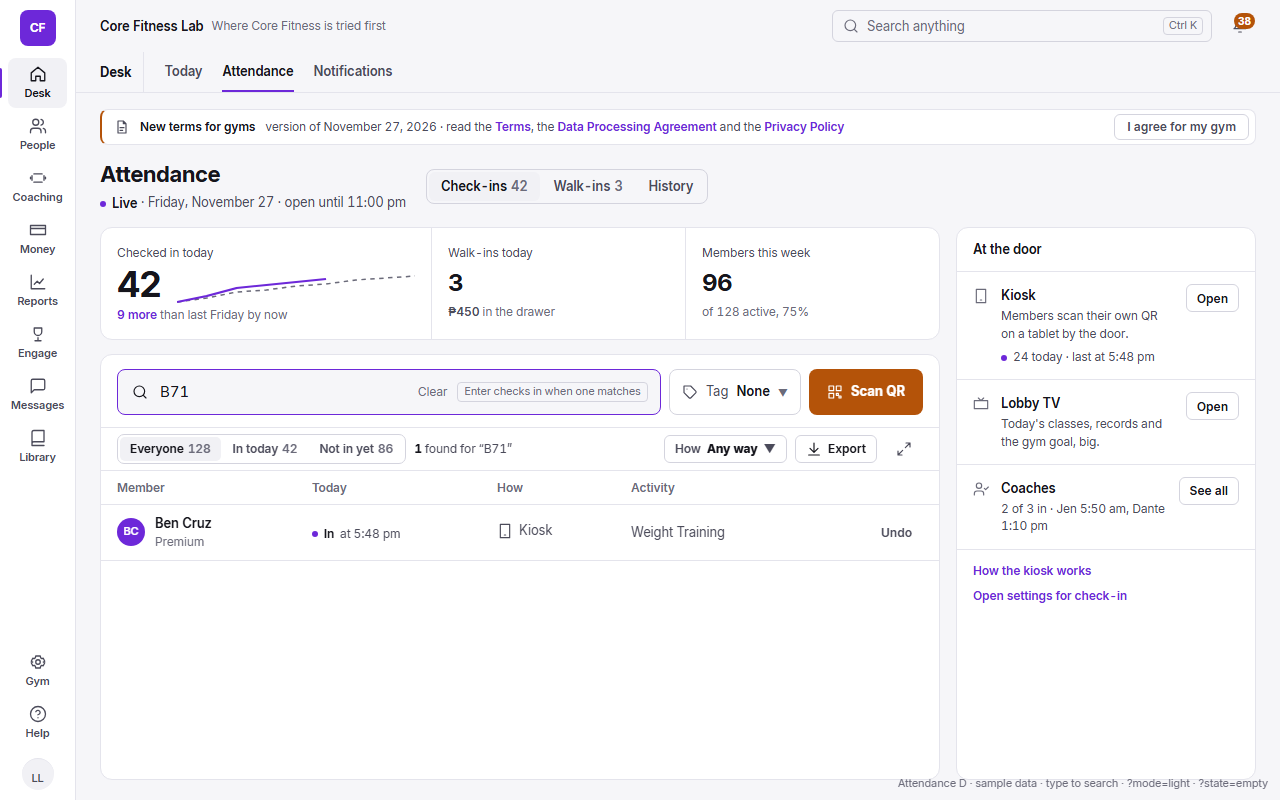 CF
Core Fitness Lab Where Core Fitness is tried first
Search anything Ctrl K
38
Desk
Today
Attendance
Notifications
Desk
People
Coaching
Money
Reports
Engage
Messages
Library
Gym
Help
LL
New terms for gyms version of November 27, 2026 · read the Terms, the Data Processing Agreement and the Privacy Policy
I agree for my gym
Attendance
Live · Friday, November 27 · open until 11:00 pm
Check-ins 42
Walk-ins 3
History
Checked in today
42
9 more than last Friday by now
Walk-ins today
3
₱450 in the drawer
Members this week
96
of 128 active, 75%
B71
Clear
Enter checks in when one matches
Tag None
Scan QR
Everyone 128
In today 42
Not in yet 86
1 found for “B71”
How Any way
Export
Member Today How Activity
BC
Ben Cruz
Premium
In at 5:48 pm
Kiosk
Weight Training
Undo
At the door
Kiosk
Members scan their own QR
on a tablet by the door.
24 today · last at 5:48 pm
Open
Lobby TV
Today's classes, records and
the gym goal, big.
Open
Coaches
2 of 3 in · Jen 5:50 am, Dante
1:10 pm
See all
How the kiosk works
Open settings for check-in
Attendance D · sample data · type to search · ?mode=light · ?state=empty